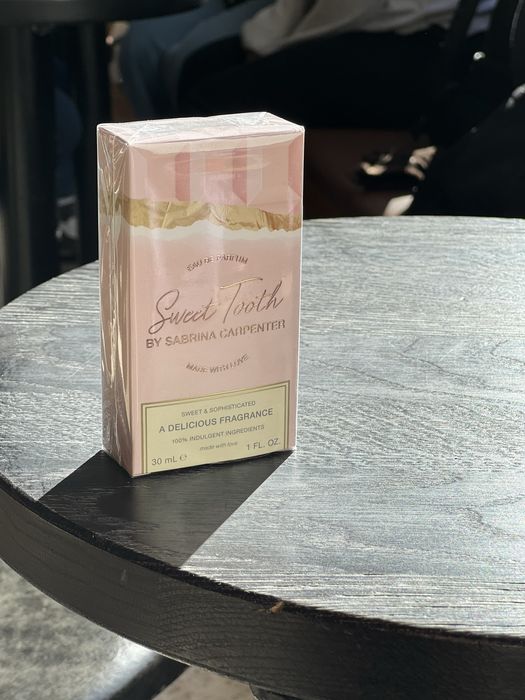 EAU DE PARFUM
Sweet Tooth
BY SABRINA CARPENTER
MADE WITH LOVE
SWEET & SOPHISTICATED
A DELICIOUS FRAGRANCE
100% INDULGENT INGREDIENTS
made with love
30 mL ℮ 1 FL. OZ.